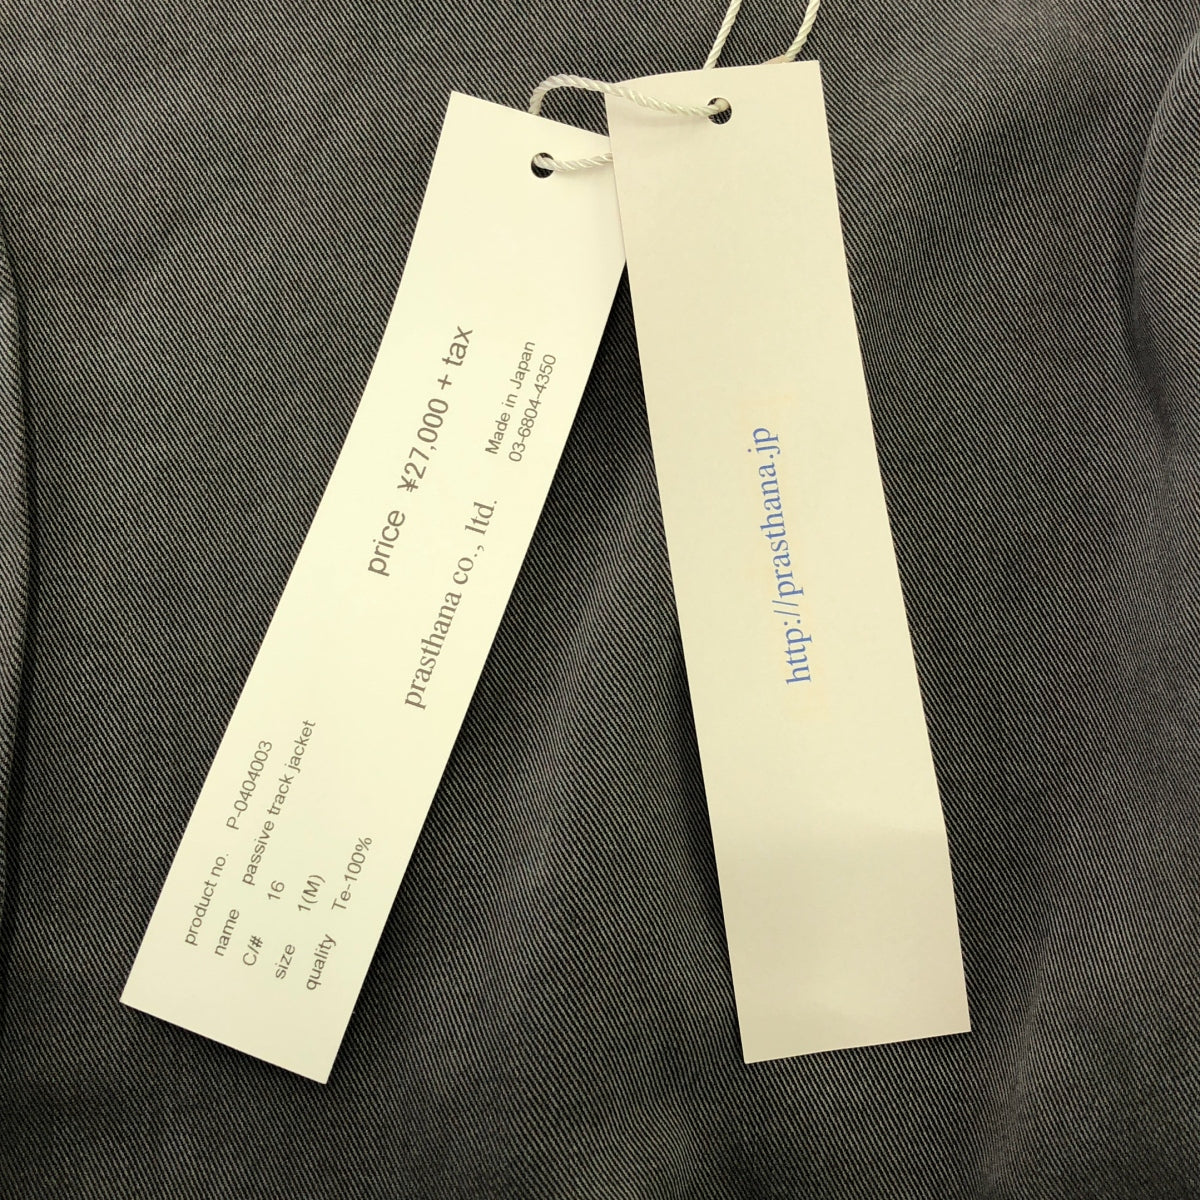 product no. P-0404003
name passive track jacket
C/# 16
size 1(M)
quality Te-100%
price ¥27,000 + tax
prasthana co., ltd.
Made in Japan
03-6804-4350
http://prasthana.jp